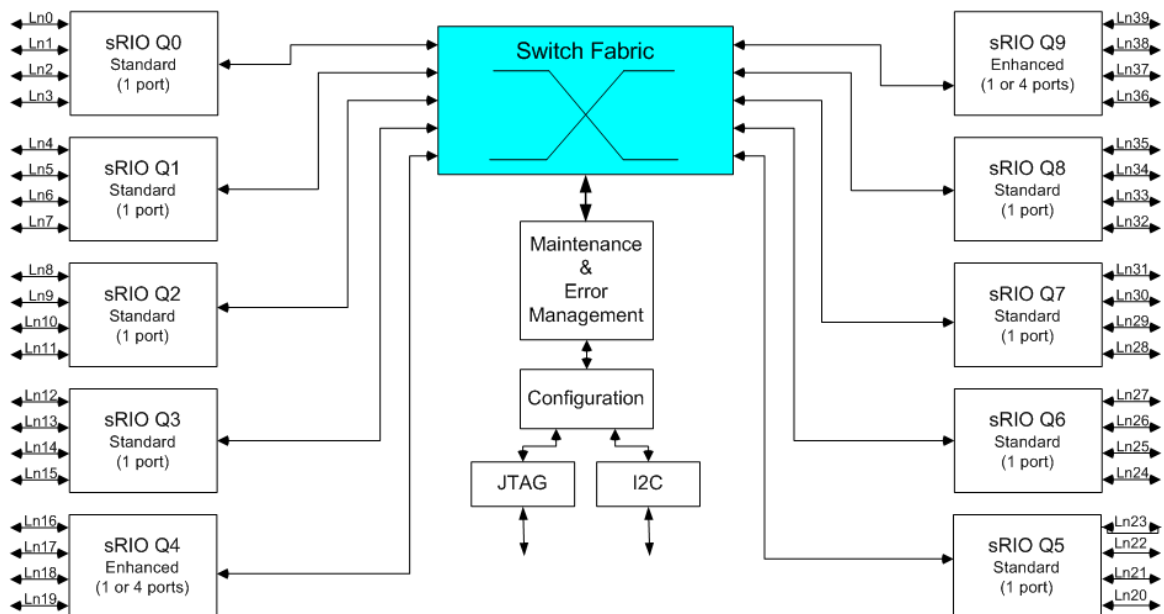 Ln0
Ln1
Ln2
Ln3
sRIO Q0
Standard
(1 port)
Ln4
Ln5
Ln6
Ln7
sRIO Q1
Standard
(1 port)
Ln8
Ln9
Ln10
Ln11
sRIO Q2
Standard
(1 port)
Ln12
Ln13
Ln14
Ln15
sRIO Q3
Standard
(1 port)
Ln16
Ln17
Ln18
Ln19
sRIO Q4
Enhanced
(1 or 4 ports)
Switch Fabric
Maintenance
&
Error
Management
Configuration
JTAG
I2C
sRIO Q9
Enhanced
(1 or 4 ports)
Ln39
Ln38
Ln37
Ln36
sRIO Q8
Standard
(1 port)
Ln35
Ln34
Ln33
Ln32
sRIO Q7
Standard
(1 port)
Ln31
Ln30
Ln29
Ln28
sRIO Q6
Standard
(1 port)
Ln27
Ln26
Ln25
Ln24
sRIO Q5
Standard
(1 port)
Ln23
Ln22
Ln21
Ln20